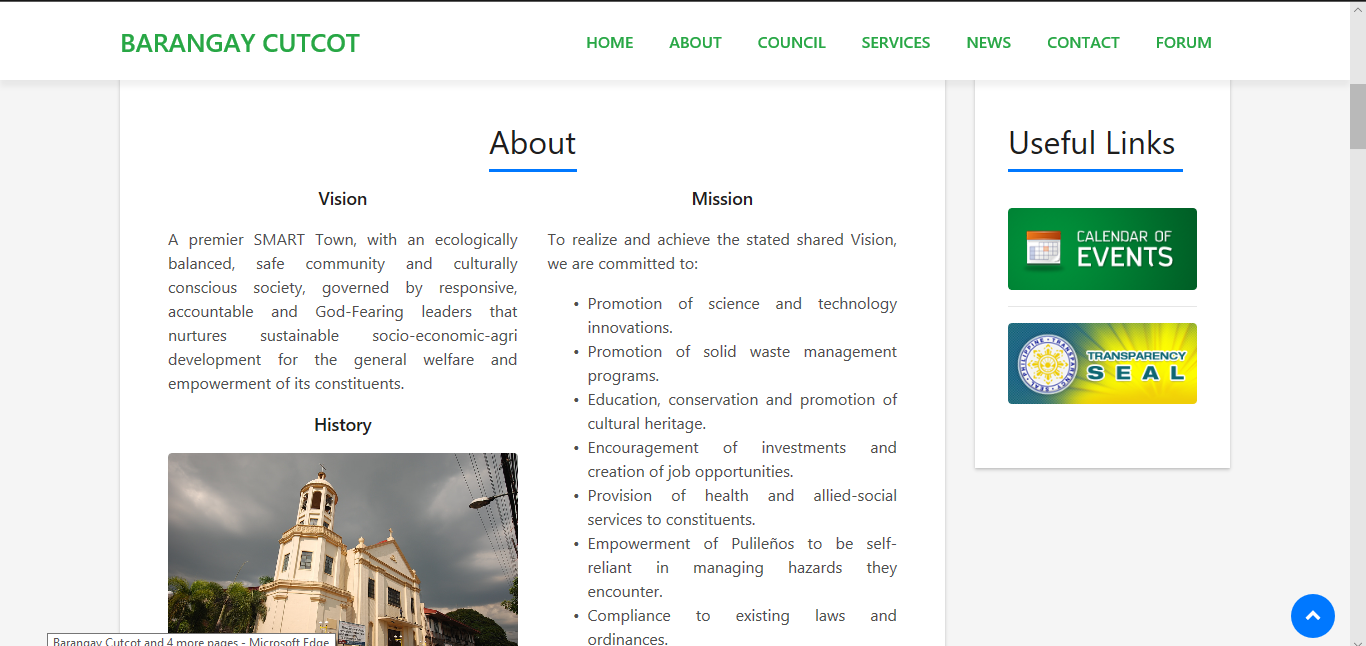 BARANGAY CUTCOT
HOME ABOUT COUNCIL SERVICES NEWS CONTACT FORUM
About
Vision
A premier SMART Town, with an ecologically
balanced, safe community and culturally
conscious society, governed by responsive,
accountable and God-Fearing leaders that
nurtures sustainable socio-economic-agri
development for the general welfare and
empowerment of its constituents.
History
Mission
To realize and achieve the stated shared Vision,
we are committed to:
• Promotion of science and technology
innovations.
• Promotion of solid waste management
programs.
• Education, conservation and promotion of
cultural heritage.
• Encouragement of investments and
creation of job opportunities.
• Provision of health and allied-social
services to constituents.
• Empowerment of Pulileños to be self-
reliant in managing hazards they
encounter.
• Compliance to existing laws and
ordinances.
Useful Links
CALENDAR OF
EVENTS
PHILIPPINE TRANSPARENCY SEAL
TRANSPARENCY
SEAL
Barangay Cutcot and 4 more pages - Microsoft Edge